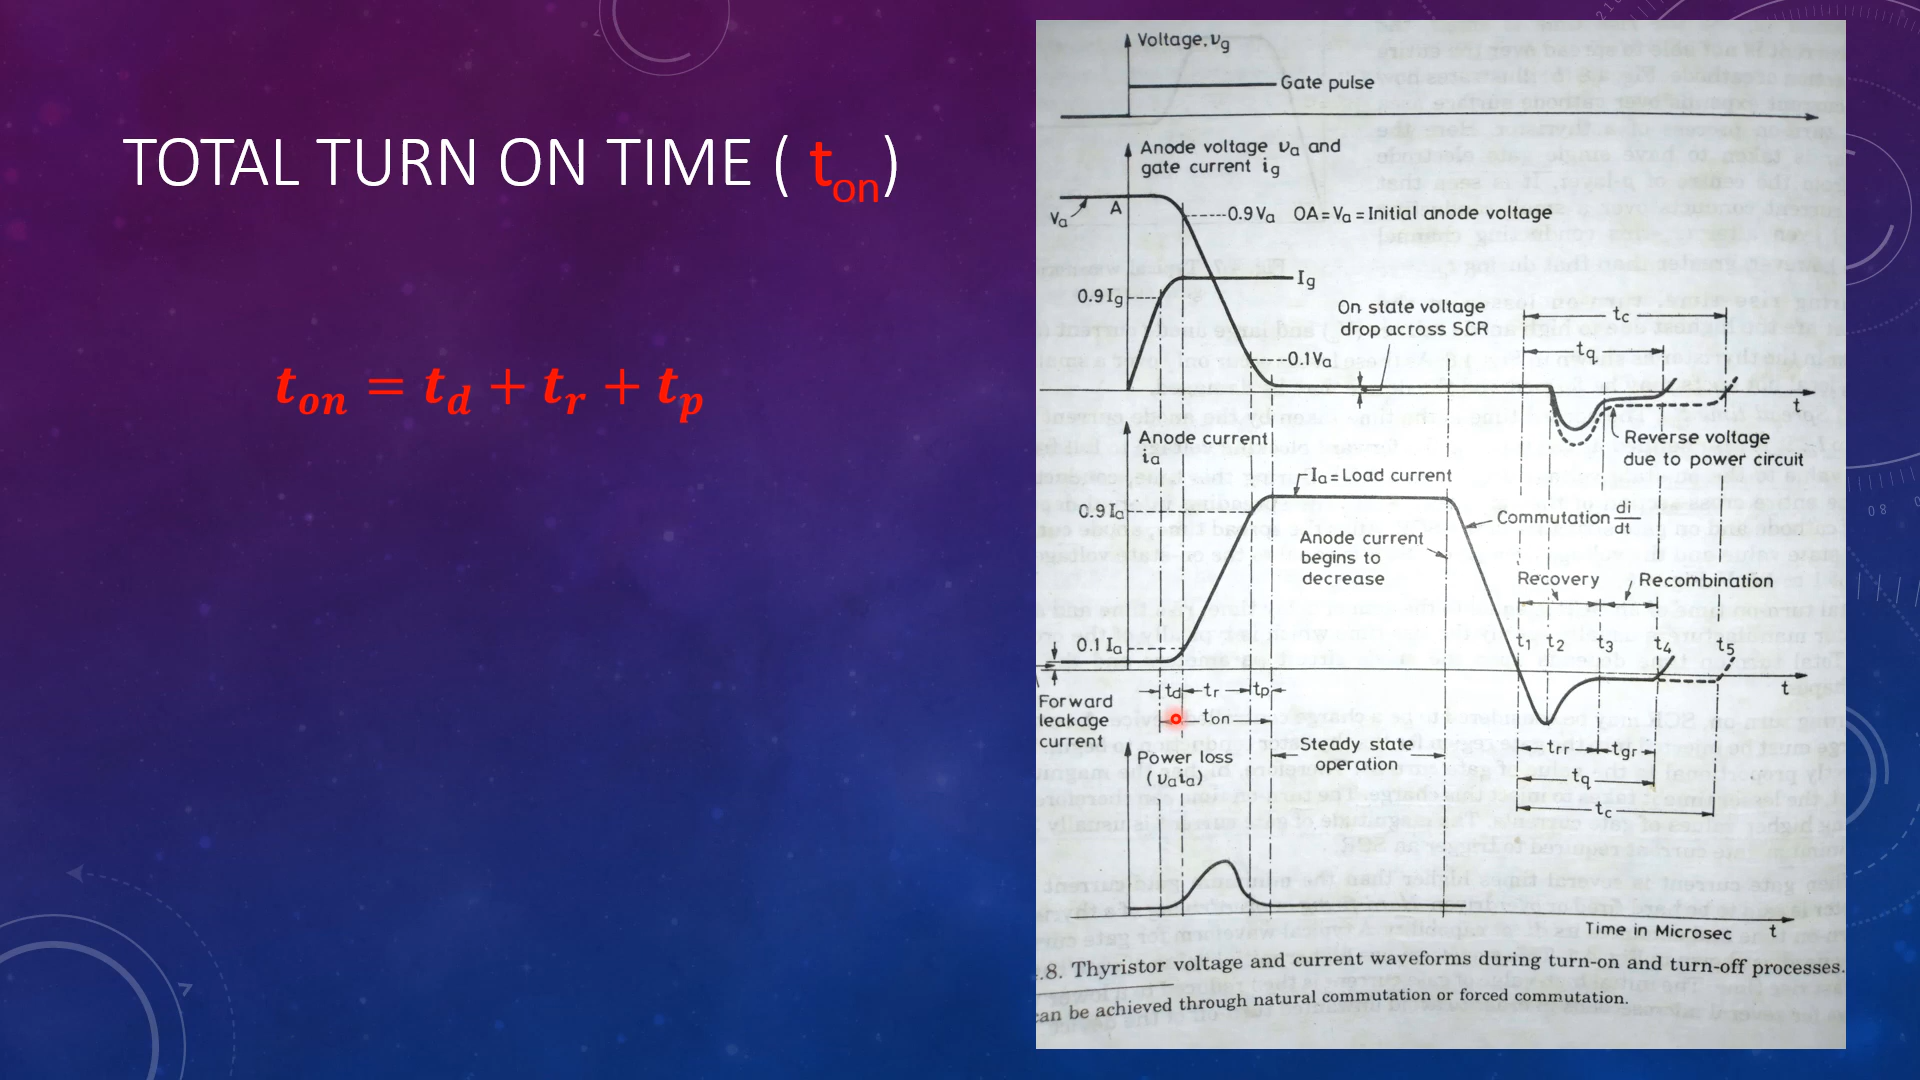 TOTAL TURN ON TIME ( ton)
ton = td + tr + tp
Voltage, υg
Gate pulse
Anode voltage υa and
gate current ig
Va
A
0.9 Va
OA = Va = Initial anode voltage
Ig
0.9 Ig
On state voltage
drop across SCR
tc
tq
0.1 Va
t
Anode current
ia
Reverse voltage
due to power circuit
Ia = Load current
0.9 Ia
Commutation di/dt
Anode current
begins to
decrease
Recovery
Recombination
0.1 Ia
t1 t2 t3 t4 t5
t
td tr tp
Forward
leakage
current
ton
Steady state
operation
trr tgr
tq
tc
Power loss
(υa ia)
Time in Microsec t
.8. Thyristor voltage and current waveforms during turn-on and turn-off processes.
can be achieved through natural commutation or forced commutation.